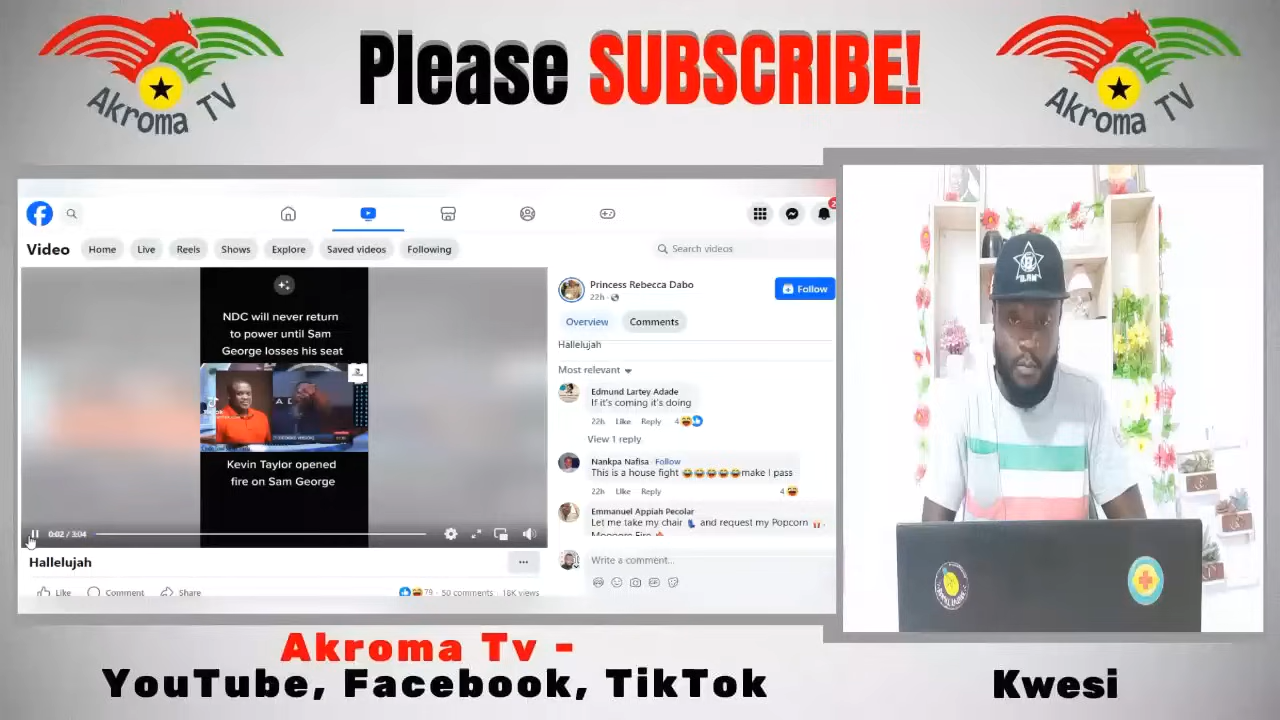 Akroma TV
Please SUBSCRIBE!
Akroma TV
Search videos
Video
Home
Live
Reels
Shows
Explore
Saved videos
Following
NDC will never return
to power until Sam
George losses his seat
Kevin Taylor opened
fire on Sam George
0:02 / 3:04
Hallelujah
Like
Comment
Share
79 · 50 comments · 18K views
Princess Rebecca Dabo
22h
Follow
Overview
Comments
Hallelujah
Most relevant
Edmund Lartey Adade
If it's coming it's doing
22h Like Reply 4
View 1 reply
Nankpa Nafisa · Follow
This is a house fight 😂😂😂😂😂make I pass
22h Like Reply 4
Emmanuel Appiah Pecolar
Let me take my chair 💺 and request my Popcorn 🍿.
Write a comment...
Akroma Tv -
YouTube, Facebook, TikTok
Kwesi